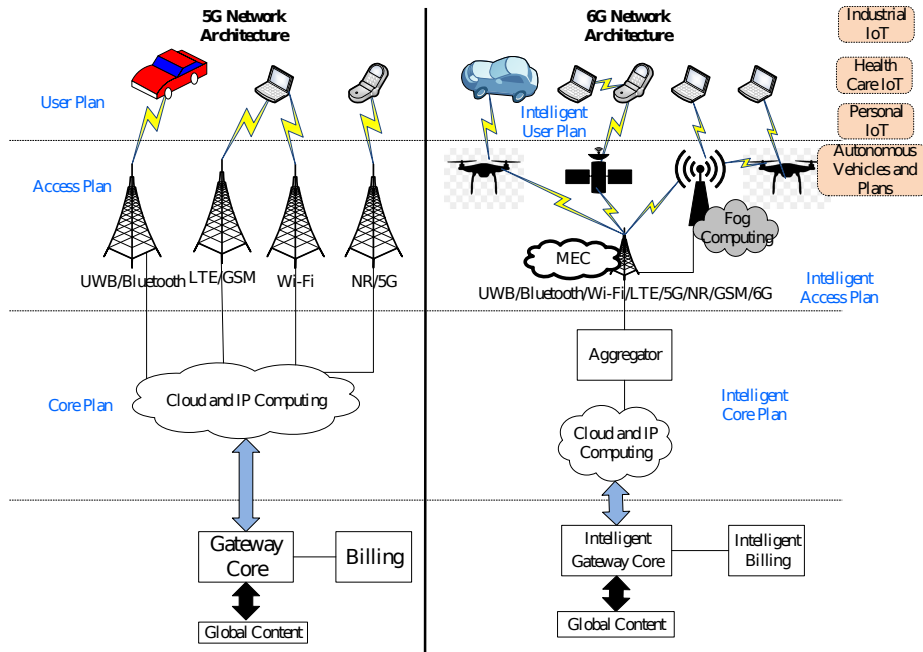 5G Network
Architecture
User Plan
Access Plan
UWB/Bluetooth
LTE/GSM
Wi-Fi
NR/5G
Core Plan
Cloud and IP Computing
Gateway
Core
Billing
Global Content
6G Network
Architecture
Industrial
IoT
Health
Care IoT
Personal
IoT
Autonomous
Vehicles and
Plans
Intelligent
User Plan
Fog
Computing
MEC
UWB/Bluetooth/Wi-Fi/LTE/5G/NR/GSM/6G
Intelligent
Access Plan
Aggregator
Intelligent
Core Plan
Cloud and IP
Computing
Intelligent
Gateway Core
Intelligent
Billing
Global Content